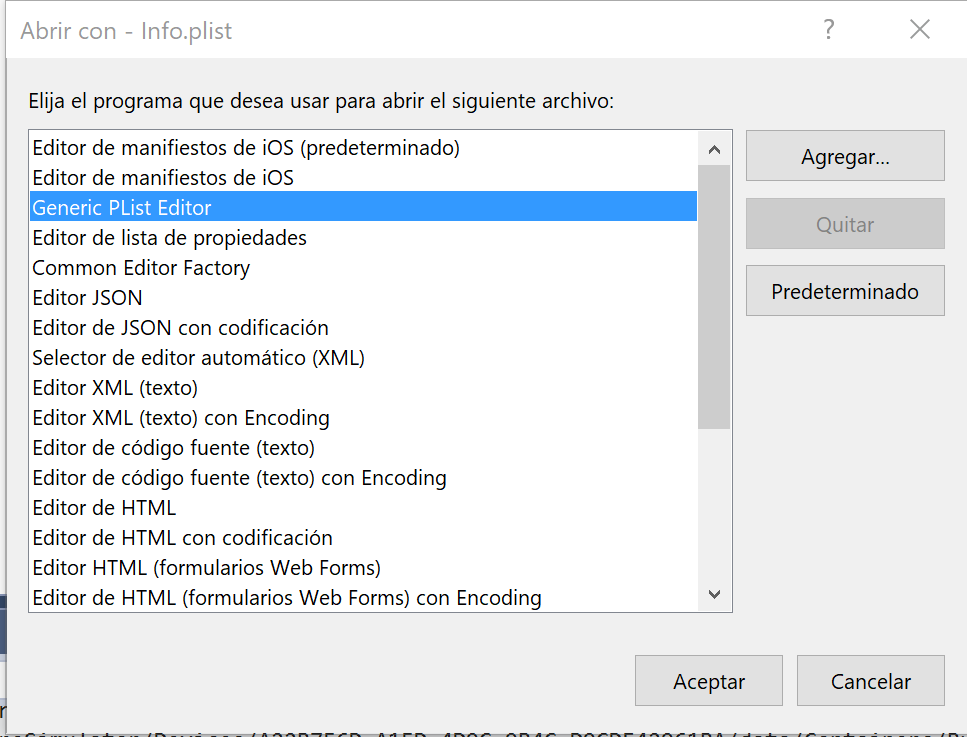 Abrir con - Info.plist
Elija el programa que desea usar para abrir el siguiente archivo:
Editor de manifiestos de iOS (predeterminado)
Editor de manifiestos de iOS
Generic PList Editor
Editor de lista de propiedades
Common Editor Factory
Editor JSON
Editor de JSON con codificación
Selector de editor automático (XML)
Editor XML (texto)
Editor XML (texto) con Encoding
Editor de código fuente (texto)
Editor de código fuente (texto) con Encoding
Editor de HTML
Editor de HTML con codificación
Editor HTML (formularios Web Forms)
Editor de HTML (formularios Web Forms) con Encoding
Agregar...
Quitar
Predeterminado
Aceptar
Cancelar